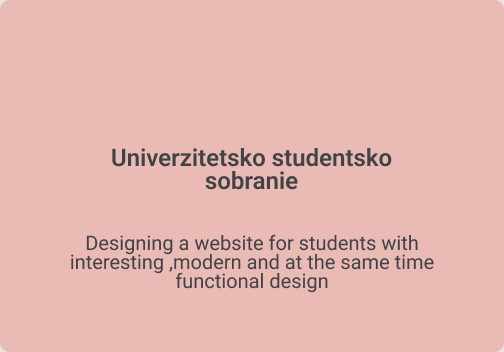 Univerzitetsko studentsko
sobranie
Designing a website for students with
interesting ,modern and at the same time
functional design